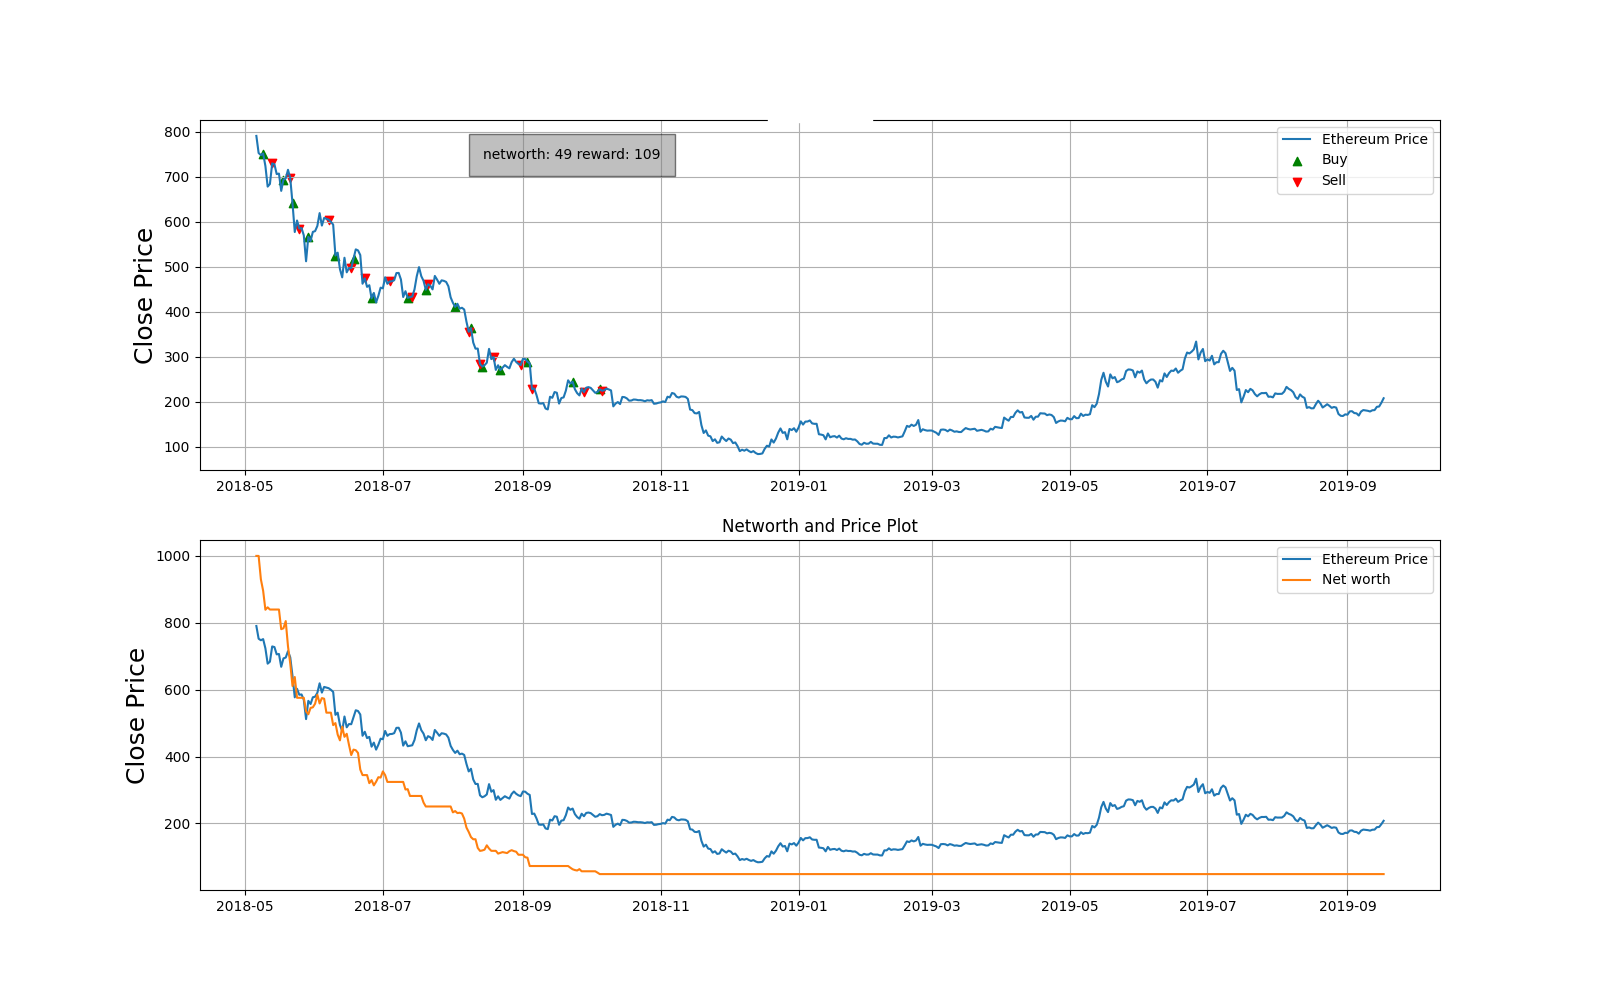 800
700
600
500
400
300
200
100
Close Price
networth: 49 reward: 109
Ethereum Price
Buy
Sell
2018-05 2018-07 2018-09 2018-11 2019-01 2019-03 2019-05 2019-07 2019-09
Networth and Price Plot
1000
800
600
400
200
Close Price
Ethereum Price
Net worth
2018-05 2018-07 2018-09 2018-11 2019-01 2019-03 2019-05 2019-07 2019-09